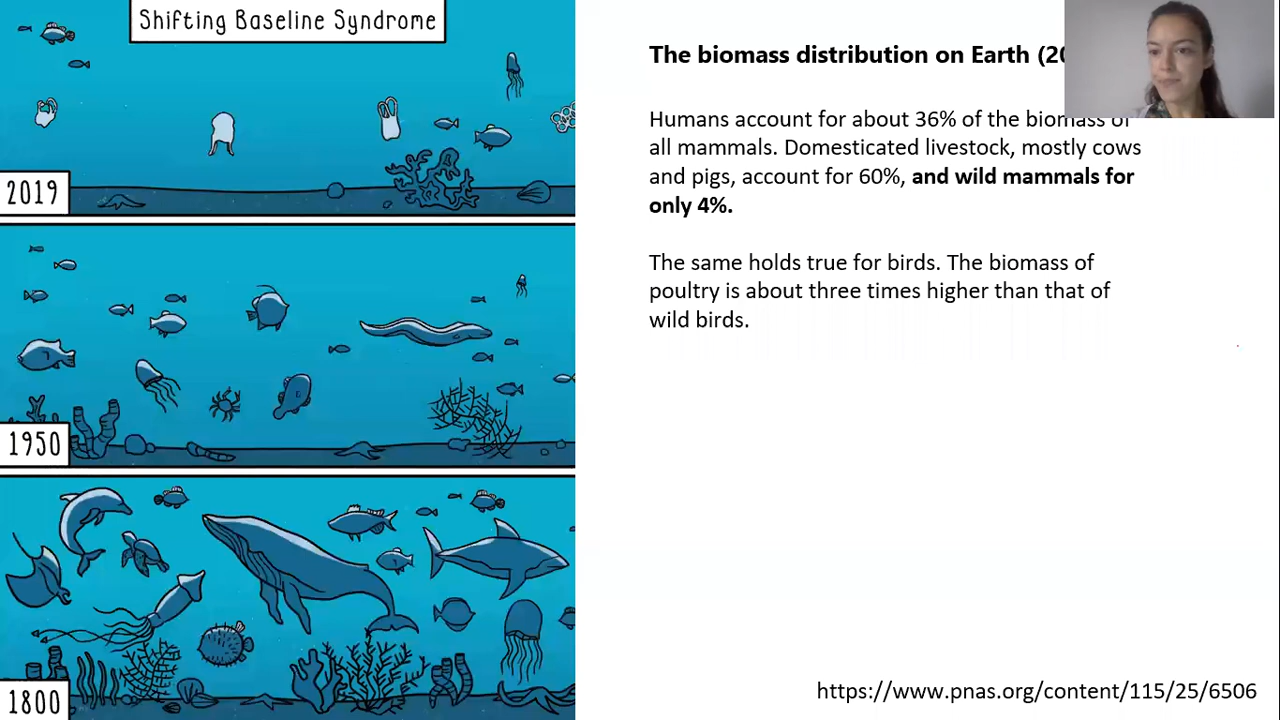 Shifting Baseline Syndrome
2019
1950
1800
The biomass distribution on Earth (20
Humans account for about 36% of the biomass of
all mammals. Domesticated livestock, mostly cows
and pigs, account for 60%, and wild mammals for
only 4%.
The same holds true for birds. The biomass of
poultry is about three times higher than that of
wild birds.
https://www.pnas.org/content/115/25/6506